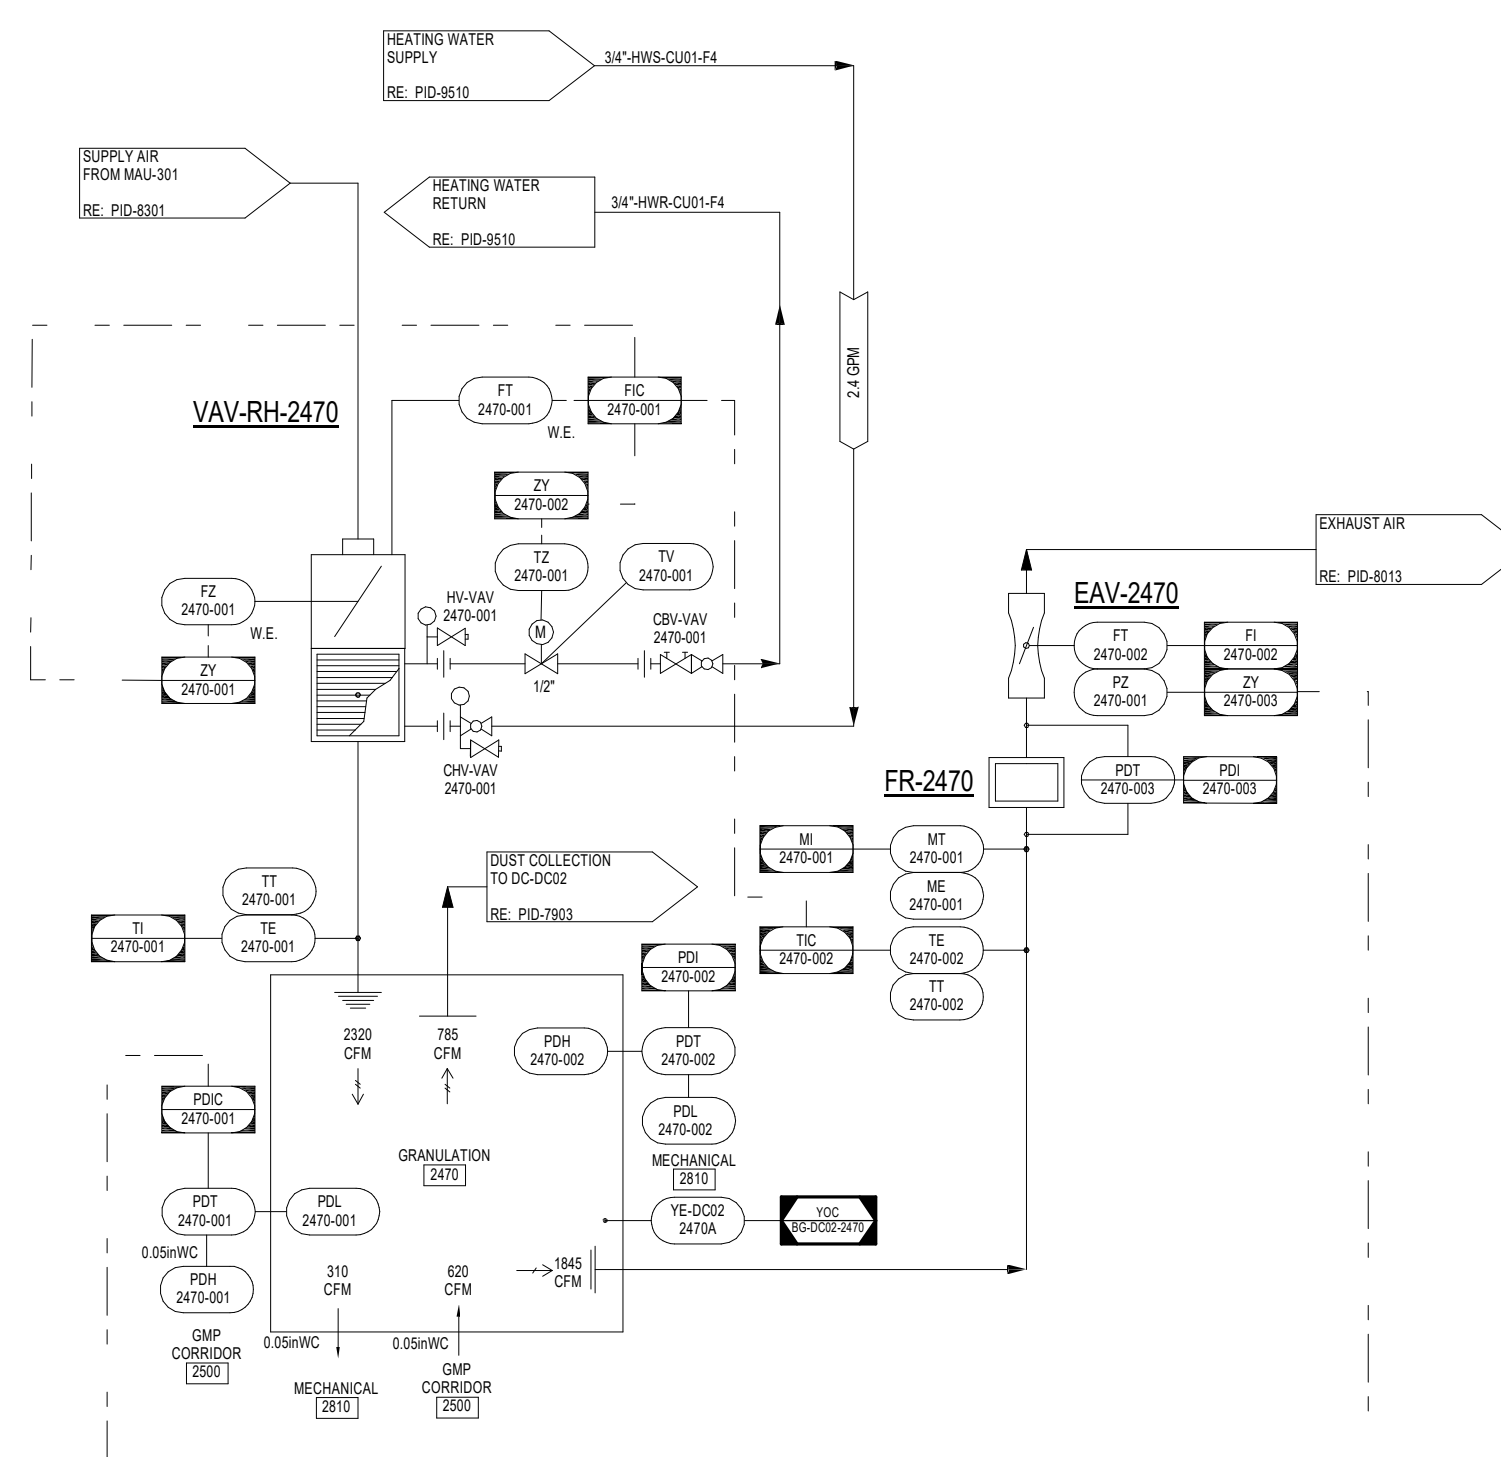 HEATING WATER
SUPPLY
RE: PID-9510
3/4"-HWS-CU01-F4
SUPPLY AIR
FROM MAU-301
RE: PID-8301
HEATING WATER
RETURN
RE: PID-9510
3/4"-HWR-CU01-F4
2.4 GPM
VAV-RH-2470
FT
2470-001
W.E.
FIC
2470-001
ZY
2470-002
TZ
2470-001
TV
2470-001
FZ
2470-001
W.E.
ZY
2470-001
HV-VAV
2470-001
M
1/2"
CBV-VAV
2470-001
CHV-VAV
2470-001
EXHAUST AIR
RE: PID-8013
EAV-2470
FT
2470-002
FI
2470-002
PZ
2470-001
ZY
2470-003
FR-2470
PDT
2470-003
PDI
2470-003
MI
2470-001
MT
2470-001
ME
2470-001
TIC
2470-002
TE
2470-002
TT
2470-002
DUST COLLECTION
TO DC-DC02
RE: PID-7903
TT
2470-001
TI
2470-001
TE
2470-001
PDI
2470-002
PDH
2470-002
PDT
2470-002
PDL
2470-002
MECHANICAL
2810
2320
CFM
785
CFM
GRANULATION
2470
PDIC
2470-001
PDT
2470-001
PDL
2470-001
0.05inWC
PDH
2470-001
GMP
CORRIDOR
2500
YE-DC02
2470A
YOC
BG-DC02-2470
1845
CFM
310
CFM
620
CFM
0.05inWC
0.05inWC
MECHANICAL
2810
GMP
CORRIDOR
2500